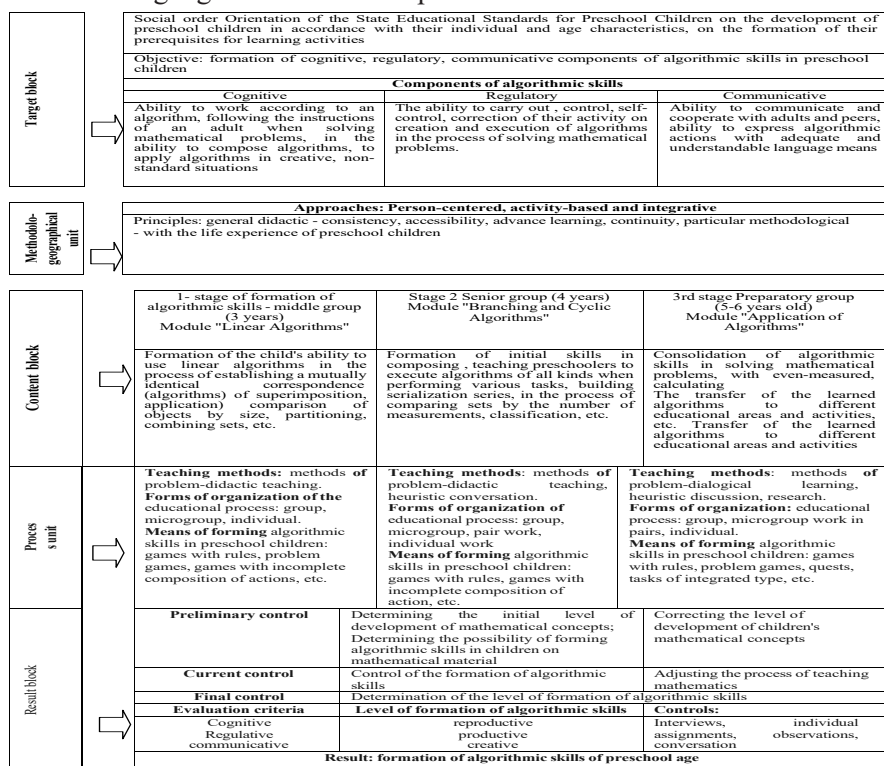 Social order Orientation of the State Educational Standards for Preschool Children on the development of
preschool children in accordance with their individual and age characteristics, on the formation of their
prerequisites for learning activities
Objective: formation of cognitive, regulatory, communicative components of algorithmic skills in preschool
children
Components of algorithmic skills
Target block
Cognitive
Ability to work according to an
algorithm, following the instructions
of an adult when solving
mathematical problems, in the
ability to compose algorithms, to
apply algorithms in creative, non-
standard situations
Regulatory
The ability to carry out , control, self-
control, correction of their activity on
creation and execution of algorithms
in the process of solving mathematical
problems.
Communicative
Ability to communicate and
cooperate with adults and peers,
ability to express algorithmic
actions with adequate and
understandable language means
Methodolo-
geographical
unit
Approaches: Person-centered, activity-based and integrative
Principles: general didactic - consistency, accessibility, advance learning, continuity, particular methodological
- with the life experience of preschool children
Content block
1- stage of formation of
algorithmic skills - middle group
(3 years)
Module "Linear Algorithms"
Stage 2 Senior group (4 years)
Module "Branching and Cyclic
Algorithms"
3rd stage Preparatory group
(5-6 years old)
Module "Application of
Algorithms"
Formation of the child's ability to
use linear algorithms in the
process of establishing a mutually
identical correspondence
(algorithms) of superimposition,
application) comparison of
objects by size, partitioning,
combining sets, etc.
Formation of initial skills in
composing , teaching preschoolers to
execute algorithms of all kinds when
performing various tasks, building
serialization series, in the process of
comparing sets by the number of
measurements, classification, etc.
Consolidation of algorithmic
skills in solving mathematical
problems, with even-measured,
calculating
The transfer of the learned
algorithms to different
educational areas and activities,
etc. Transfer of the learned
algorithms to different
educational areas and activities
Proces
s unit
Teaching methods: methods of
problem-didactic teaching.
Forms of organization of the
educational process: group,
microgroup, individual.
Means of forming algorithmic
skills in preschool children:
games with rules, problem
games, games with incomplete
composition of actions, etc.
Teaching methods: methods of
problem-didactic teaching,
heuristic conversation.
Forms of organization of
educational process: group,
microgroup, pair work,
individual work
Means of forming algorithmic
skills in preschool children:
games with rules, games with
incomplete composition of
action, etc.
Teaching methods: methods of
problem-dialogical learning,
heuristic discussion, research.
Forms of organization: educational
process: group, microgroup work in
pairs, individual.
Means of forming algorithmic
skills in preschool children: games
with rules, problem games, quests,
tasks of integrated type, etc.
Result block
Preliminary control
Determining the initial level of
development of mathematical concepts;
Determining the possibility of forming
algorithmic skills in children on
mathematical material
Correcting the level of
development of children's
mathematical concepts
Current control
Control of the formation of algorithmic
skills
Adjusting the process of teaching
mathematics
Final control
Determination of the level of formation of algorithmic skills
Evaluation criteria
Level of formation of algorithmic skills
Controls:
Cognitive
Regulative
communicative
reproductive
productive
creative
Interviews, individual
assignments, observations,
conversation
Result: formation of algorithmic skills of preschool age